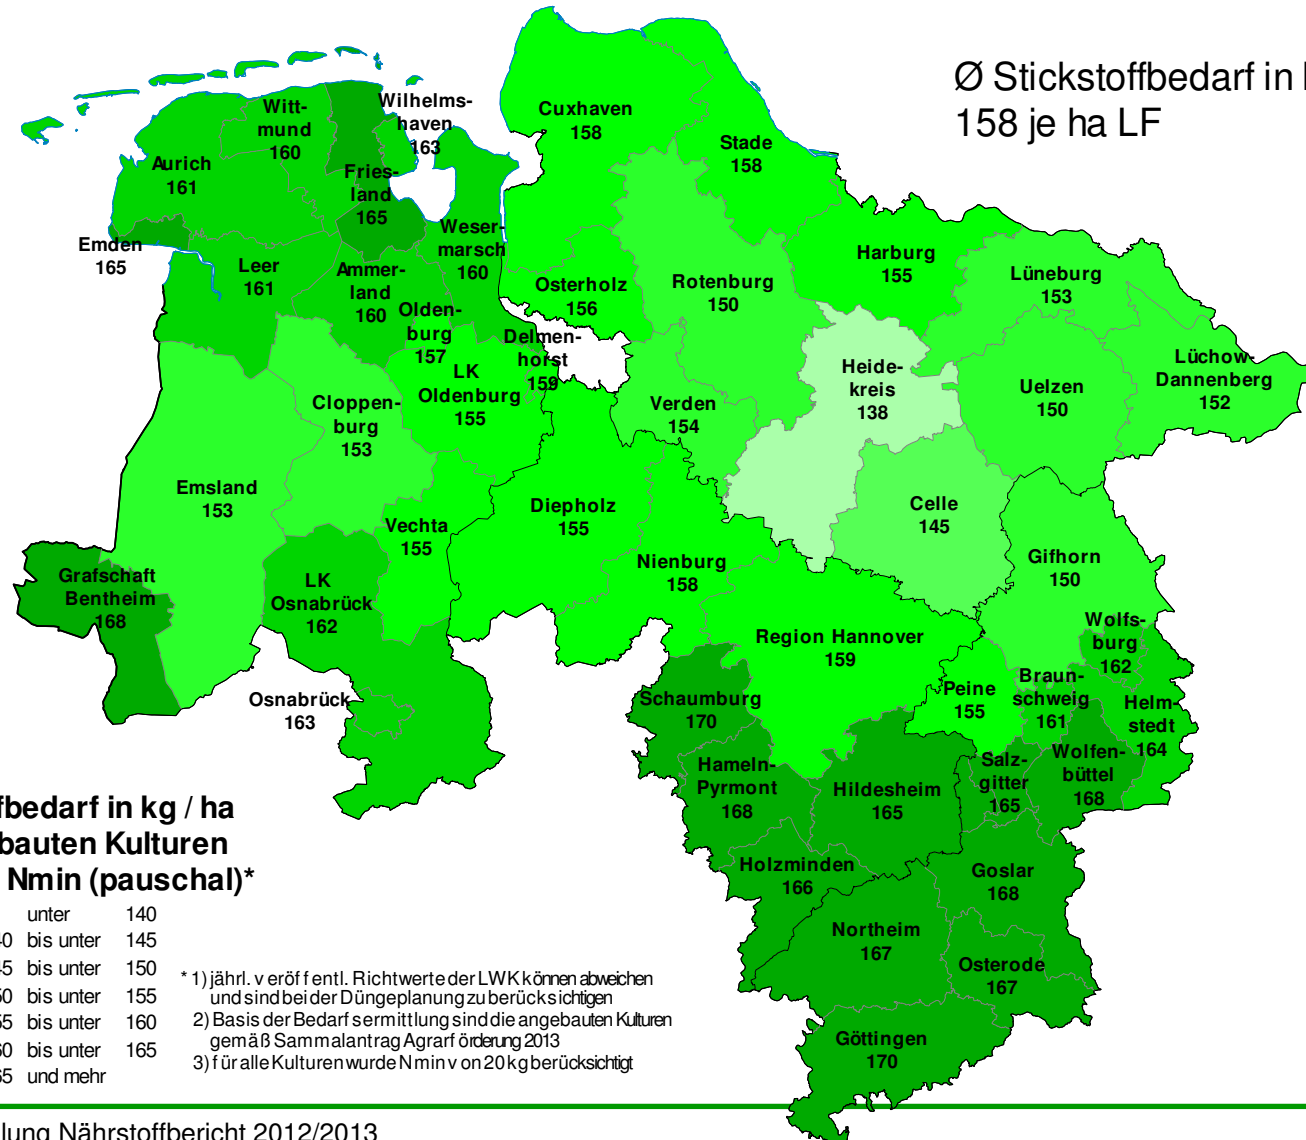 Ø Stickstoffbedarf in
158 je ha LF
Cuxhaven
158
Stade
158
Witt-
mund
160
Wilhelms-
haven
163
Aurich
161
Fries-
land
165
Emden
165
Leer
161
Ammer-
land
160
Weser-
marsch
160
Olden-
burg
157
Delmen-
horst
159
LK
Oldenburg
155
Osterholz
156
Rotenburg
150
Harburg
155
Lüneburg
153
Lüchow-
Dannenberg
152
Uelzen
150
Heide-
kreis
138
Verden
154
Cloppen-
burg
153
Emsland
153
Vechta
155
Diepholz
155
Nienburg
158
Celle
145
Gifhorn
150
Grafschaft
Bentheim
168
LK
Osnabrück
162
Osnabrück
163
Region Hannover
159
Wolfs-
burg
162
Peine
155
Braun-
schweig
161
Helm-
stedt
164
Schaumburg
170
Hameln-
Pyrmont
168
Hildesheim
165
Salz-
gitter
165
Wolfen-
büttel
168
Holzminden
166
Goslar
168
Northeim
167
Osterode
167
Göttingen
170
fbedarf in kg / ha
bauten Kulturen
Nmin (pauschal)*
unter 140
40 bis unter 145
45 bis unter 150
50 bis unter 155
55 bis unter 160
60 bis unter 165
65 und mehr
* 1) jährl. veröffentl. Richtwerte der LWK können abweichen
und sind bei der Düngeplanung zu berücksichtigen
2) Basis der Bedarfsermittlung sind die angebauten Kulturen
gemäß Sammalantrag Agrarförderung 2013
3) für alle Kulturen wurde Nmin von 20 kg berücksichtigt
lung Nährstoffbericht 2012/2013